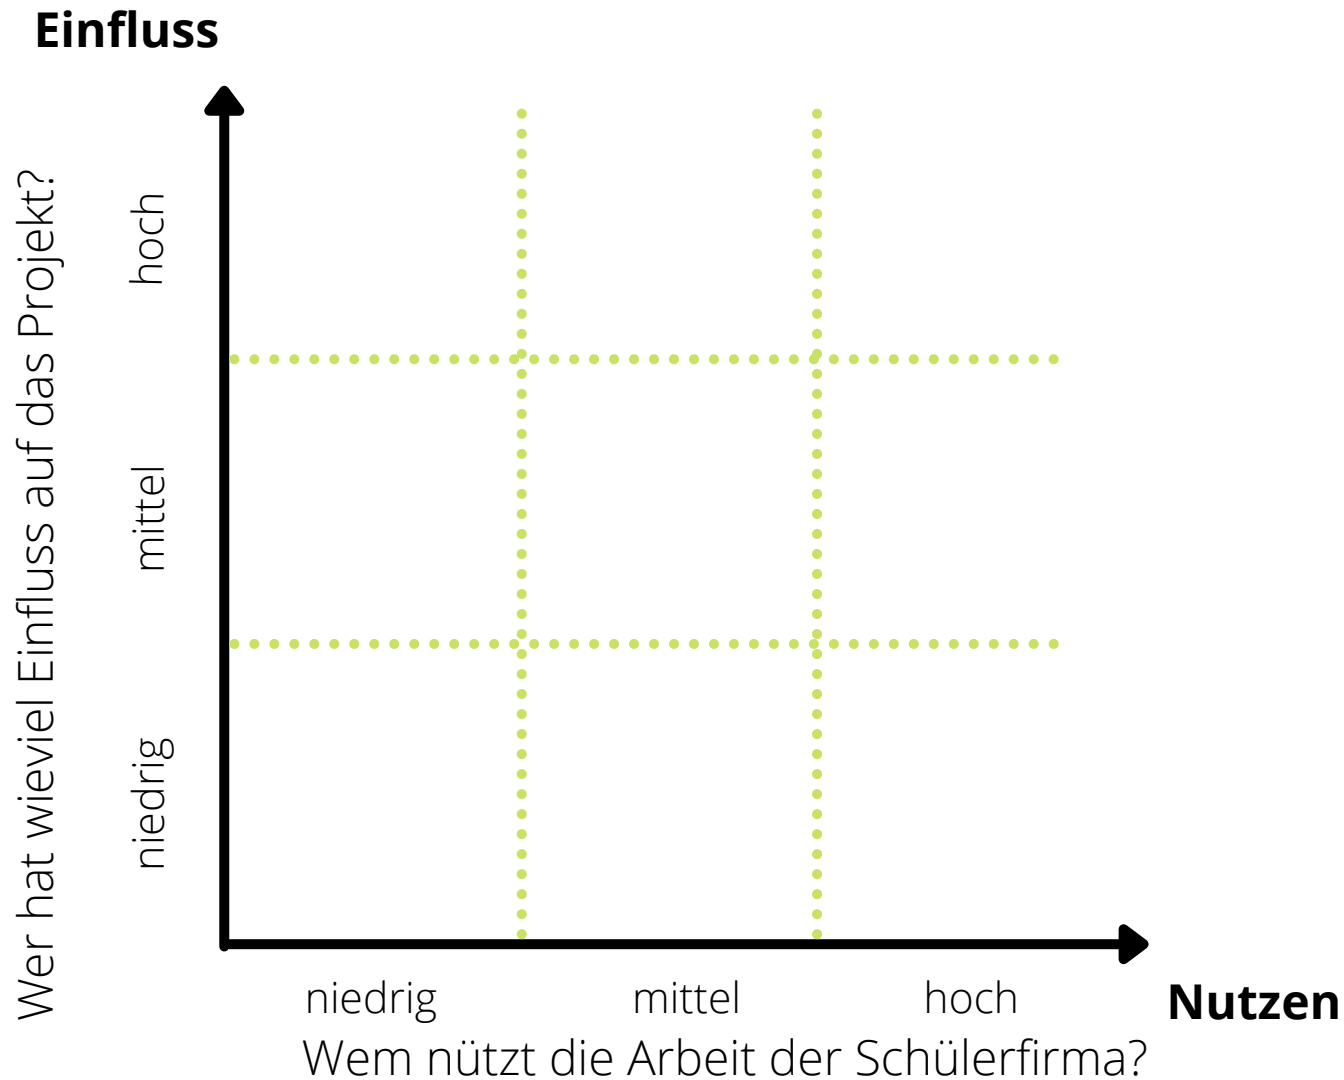 Einfluss
Wer hat wieviel Einfluss auf das Projekt?
hoch
mittel
niedrig
niedrig
mittel
hoch
Nutzen
Wem nützt die Arbeit der Schülerfirma?